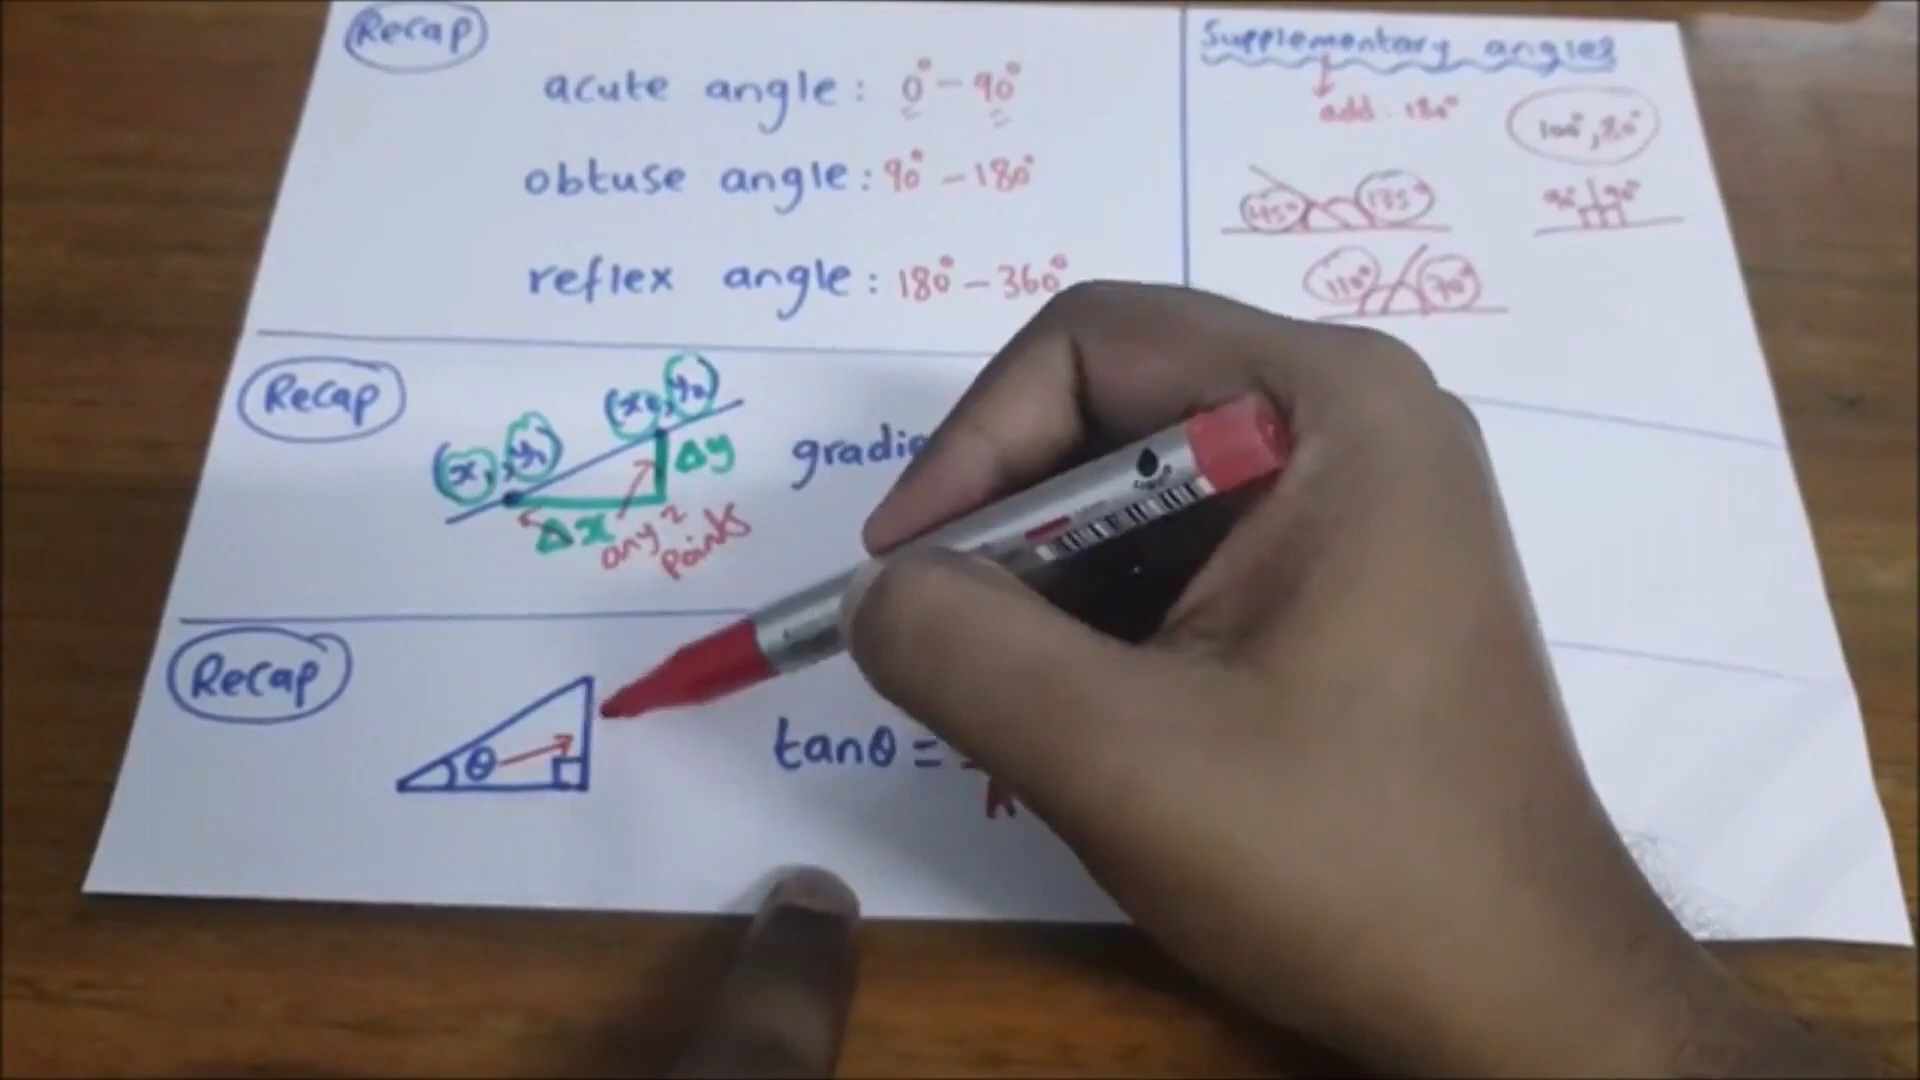 Recap
acute angle: 0° - 90°
obtuse angle: 90° - 180°
reflex angle: 180° - 360°
Supplementary angles
add: 180°
100°, 80°
45° 135°
90° 90°
110° 70°
Recap
(x₁, y₁)
(x₂, y₂)
Δy
Δx
any 2
points
gradie
Recap
θ
tanθ =